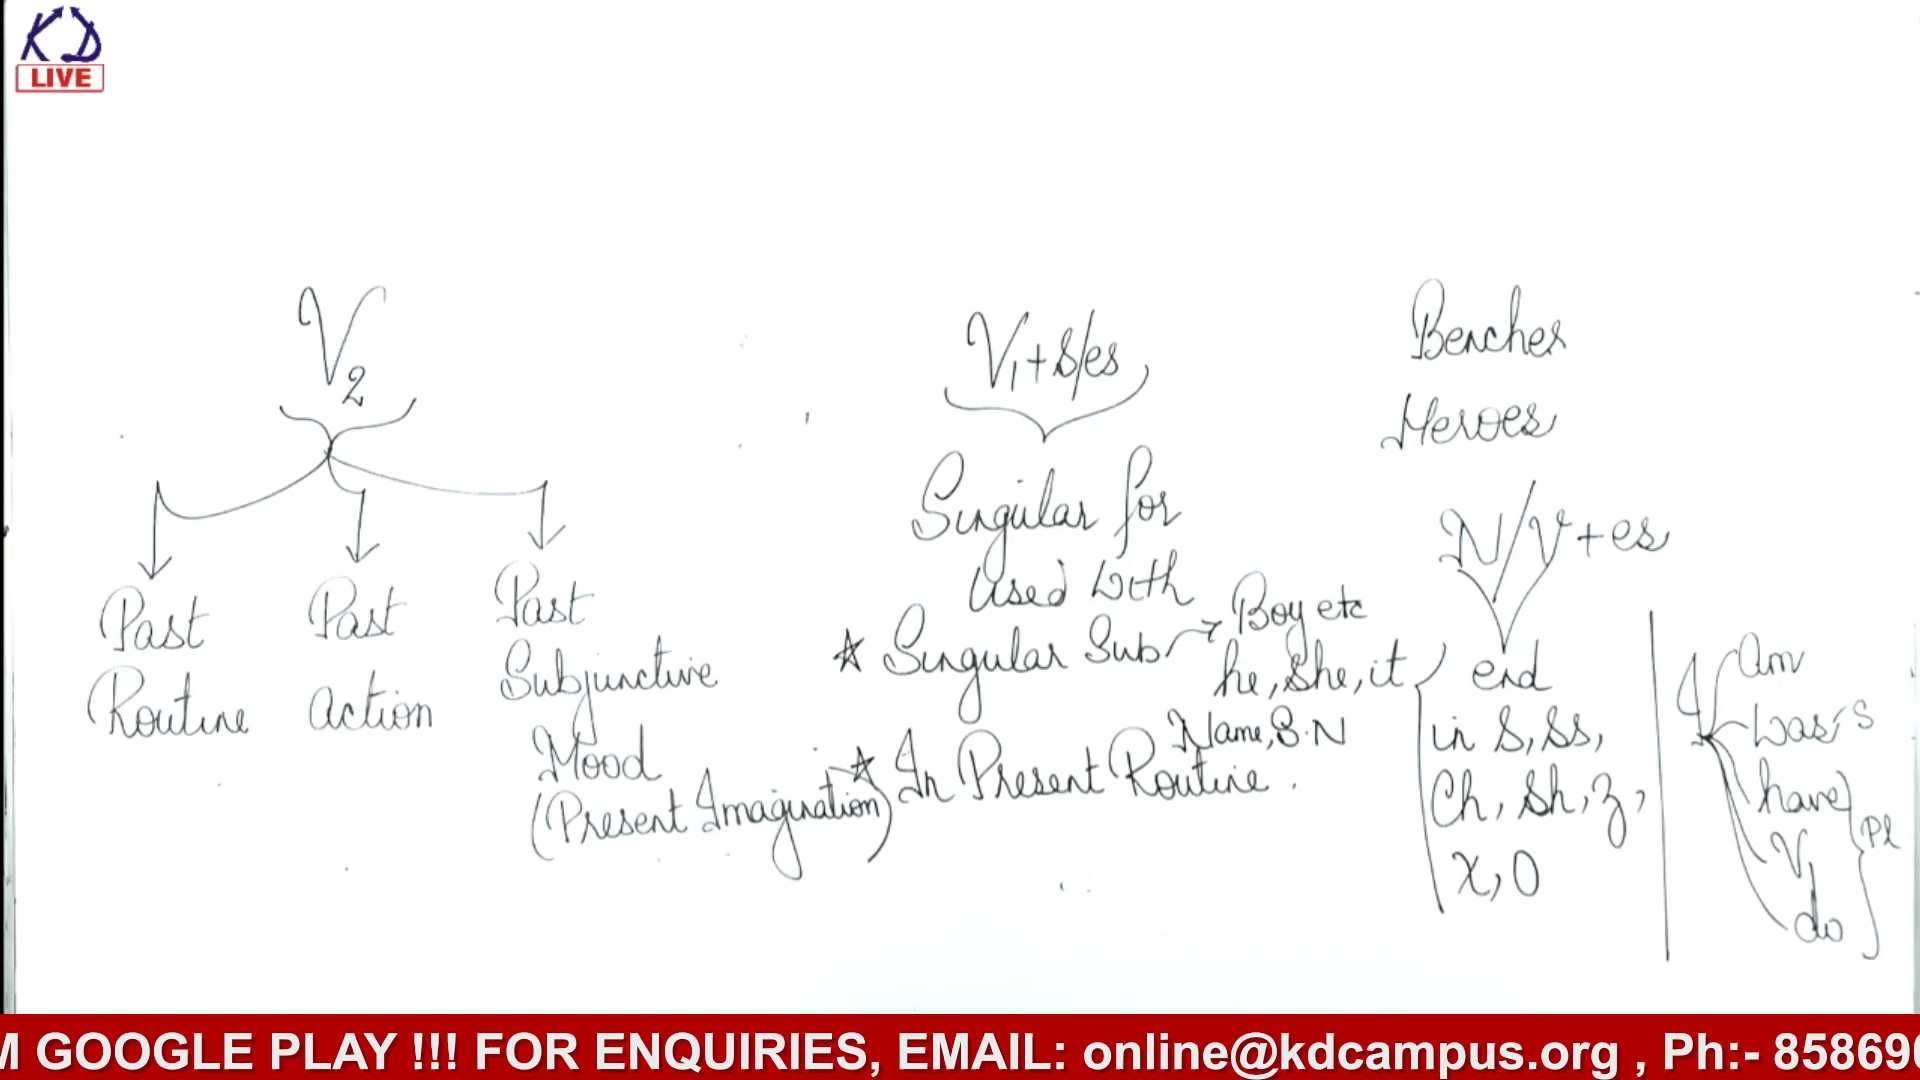 KD
LIVE
V2
Past
Routine
Past
action
Past
Subjunctive
Mood
(Present Imagination)
V1+s/es
Singular for
Used with
★ Singular Sub → Boy etc
he, she, it
Name, S.N
★ In Present Routine.
Benches
Heroes
N/V+es
end
in S, SS,
Ch, Sh, z,
x, O
I
am
was
S
have
V1
do
Pl
M GOOGLE PLAY !!! FOR ENQUIRIES, EMAIL: online@kdcampus.org , Ph:- 85869